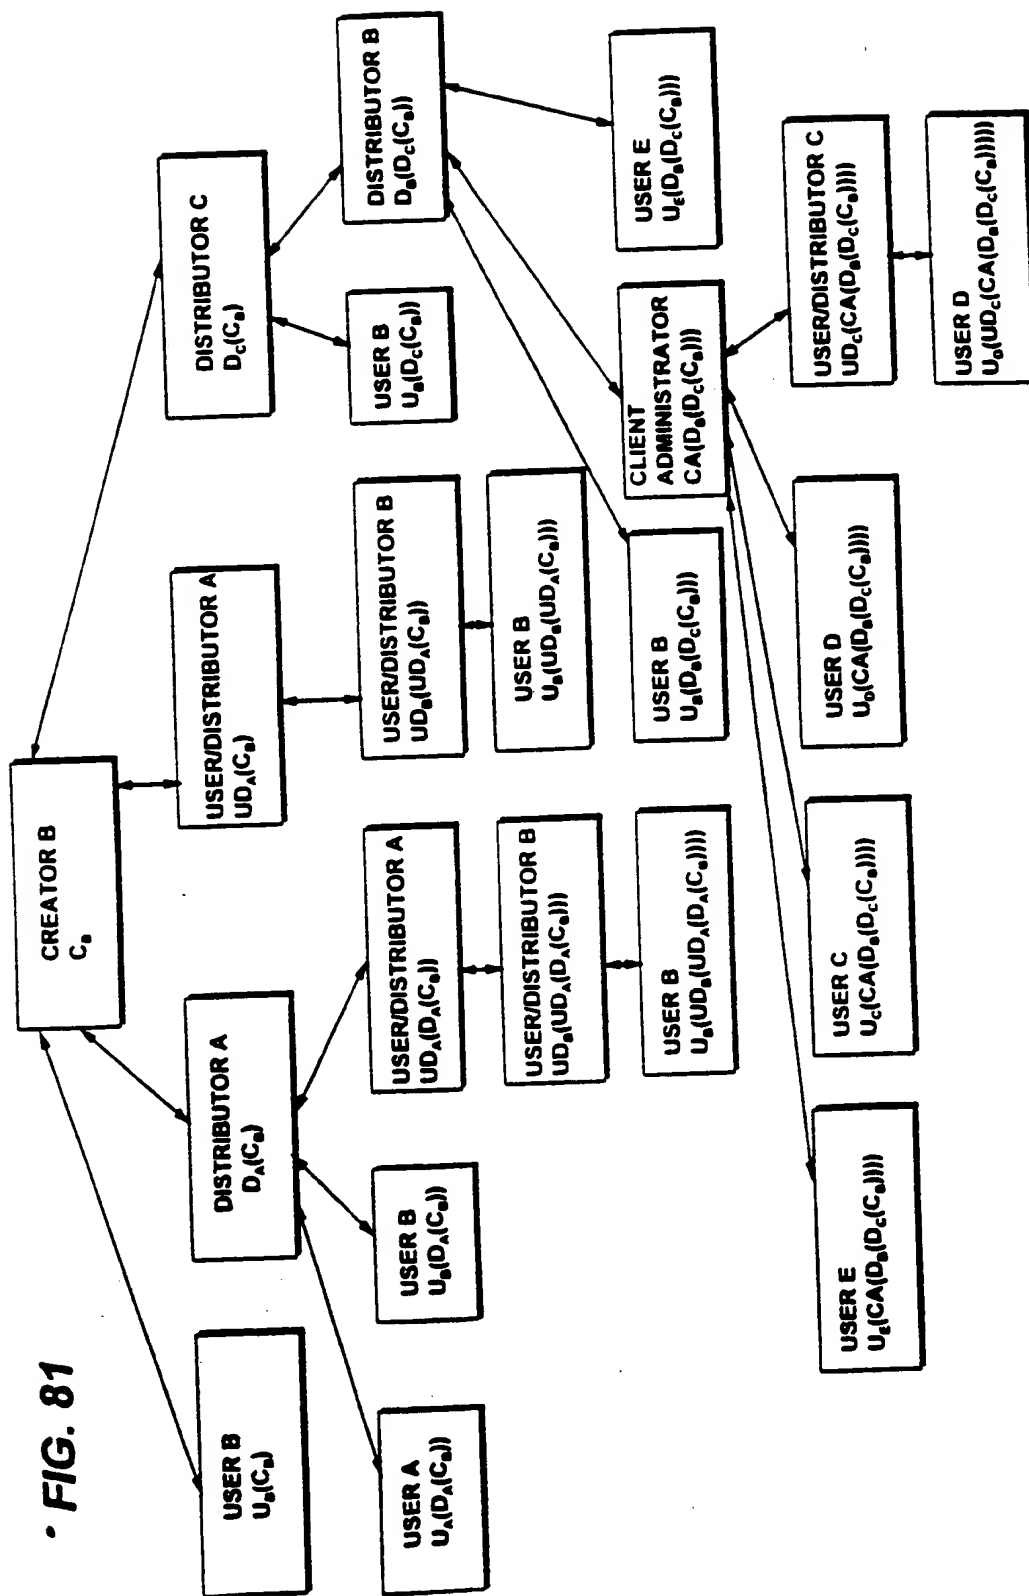 FIG. 81
CREATOR B
C_B
USER B
U_B(C_B)
DISTRIBUTOR A
D_A(C_B)
USER/DISTRIBUTOR A
UD_A(C_B)
DISTRIBUTOR C
D_C(C_B)
USER A
U_A(D_A(C_B))
USER B
U_B(D_A(C_B))
USER/DISTRIBUTOR A
UD_A(D_A(C_B))
USER/DISTRIBUTOR B
UD_B(UD_A(C_B))
USER B
U_B(D_C(C_B))
DISTRIBUTOR B
D_B(D_C(C_B))
USER/DISTRIBUTOR B
UD_B(UD_A(D_A(C_B)))
USER B
U_B(UD_B(UD_A(C_B)))
USER B
U_B(UD_B(UD_A(D_A(C_B))))
USER B
U_B(D_B(D_C(C_B)))
CLIENT
ADMINISTRATOR
CA(D_B(D_C(C_B)))
USER E
U_E(D_B(D_C(C_B)))
USER E
U_E(CA(D_B(D_C(C_B))))
USER C
U_C(CA(D_B(D_C(C_B))))
USER D
U_D(CA(D_B(D_C(C_B))))
USER/DISTRIBUTOR C
UD_C(CA(D_B(D_C(C_B))))
USER D
U_D(UD_C(CA(D_B(D_C(C_B)))))